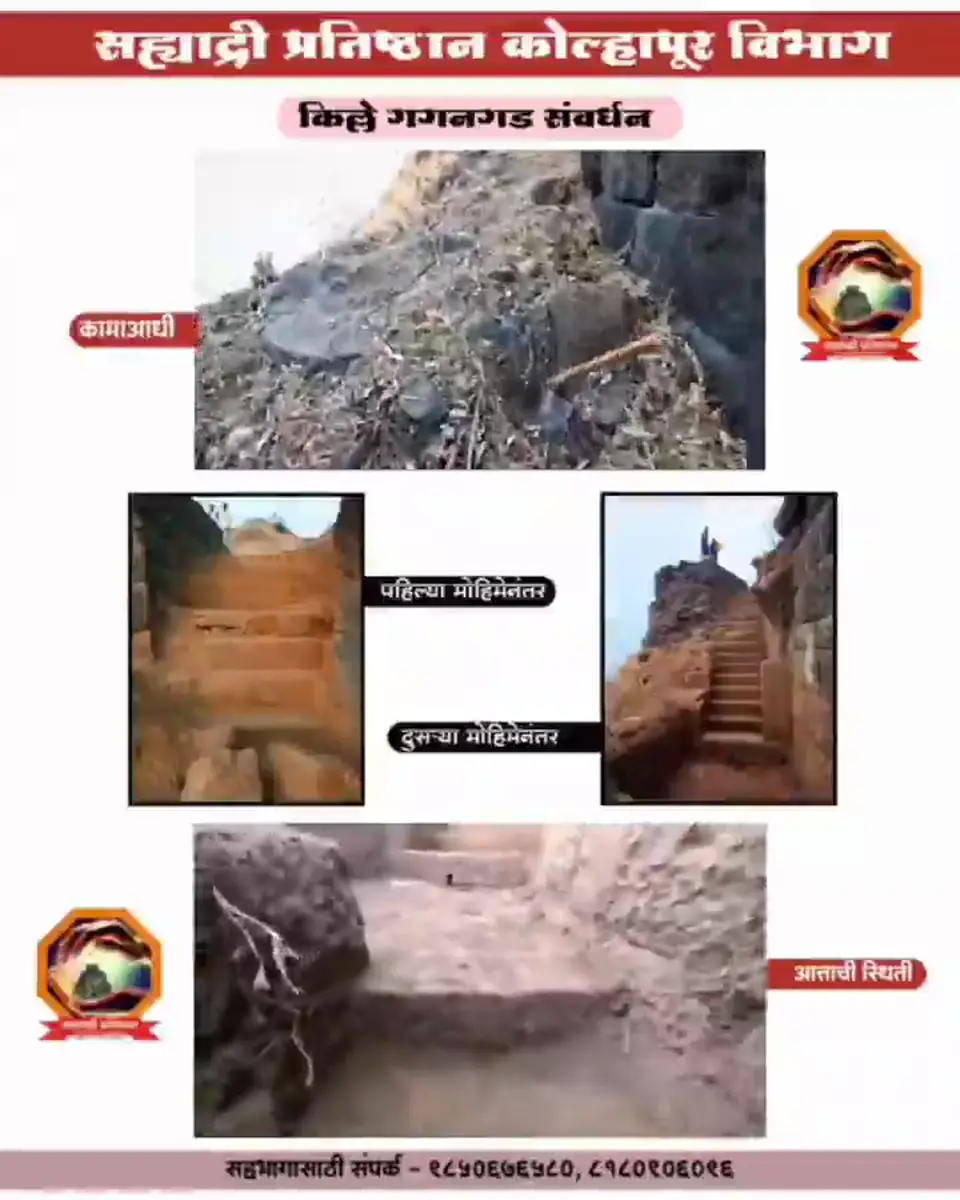 सह्याद्री प्रतिष्ठान कोल्हापूर विभाग
किल्ले गगनगड संवर्धन
कामाआधी
पहिल्या मोहिमेनंतर
दुसऱ्या मोहिमेनंतर
आत्ताची स्थिती
सहभागासाठी संपर्क - ९८५०६७६५८०, ८१८०९०६०९६